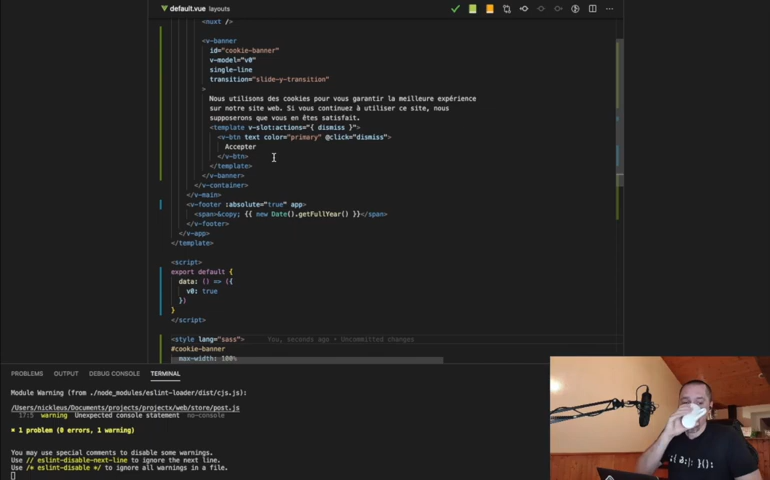 default.vue layouts
<nuxt />
<v-banner
id="cookie-banner"
v-model="v0"
single-line
transition="slide-y-transition"
>
Nous utilisons des cookies pour vous garantir la meilleure expérience
sur notre site web. Si vous continuez à utiliser ce site, nous
supposerons que vous en êtes satisfait.
<template v-slot:actions="{ dismiss }">
<v-btn text color="primary" @click="dismiss">
Accepter
</v-btn>
</template>
</v-banner>
</v-container>
</v-main>
<v-footer :absolute="true" app>
<span>&copy; {{ new Date().getFullYear() }}</span>
</v-footer>
</v-app>
</template>
<script>
export default {
data: () => ({
v0: true
})
}
</script>
<style lang="sass"> You, seconds ago • Uncommitted changes
#cookie-banner
max-width: 100%
PROBLEMS OUTPUT DEBUG CONSOLE TERMINAL
Module Warning (from ./node_modules/eslint-loader/dist/cjs.js):
/Users/nickleus/Documents/projects/projectx/web/store/post.js
17:5 warning Unexpected console statement no-console
✖ 1 problem (0 errors, 1 warning)
You may use special comments to disable some warnings.
Use // eslint-disable-next-line to ignore the next line.
Use /* eslint-disable */ to ignore all warnings in a file.